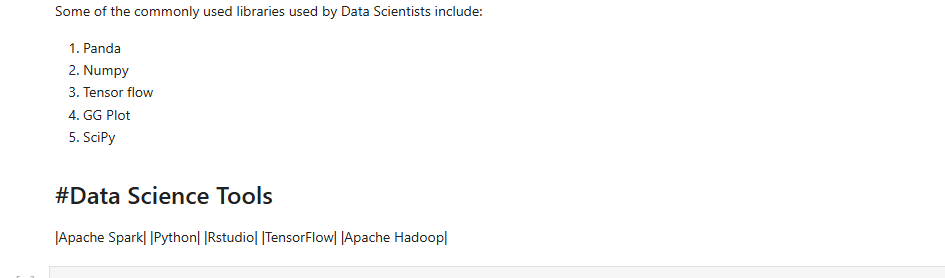 Some of the commonly used libraries used by Data Scientists include:
1. Panda
2. Numpy
3. Tensor flow
4. GG Plot
5. SciPy
#Data Science Tools
|Apache Spark| |Python| |Rstudio| |TensorFlow| |Apache Hadoop|